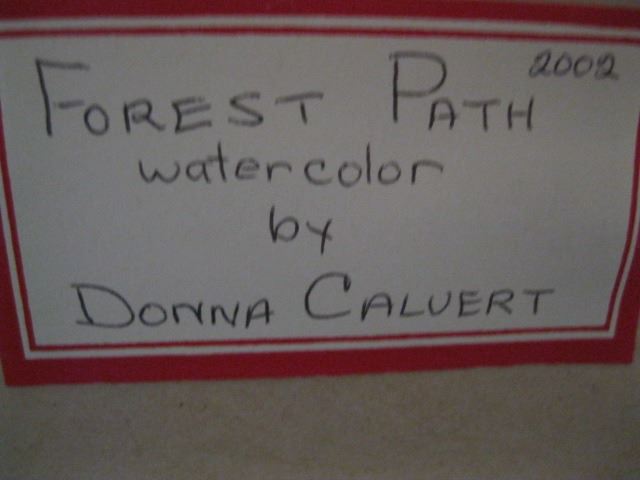 2002
FOREST PATH
watercolor
by
DONNA CALVERT